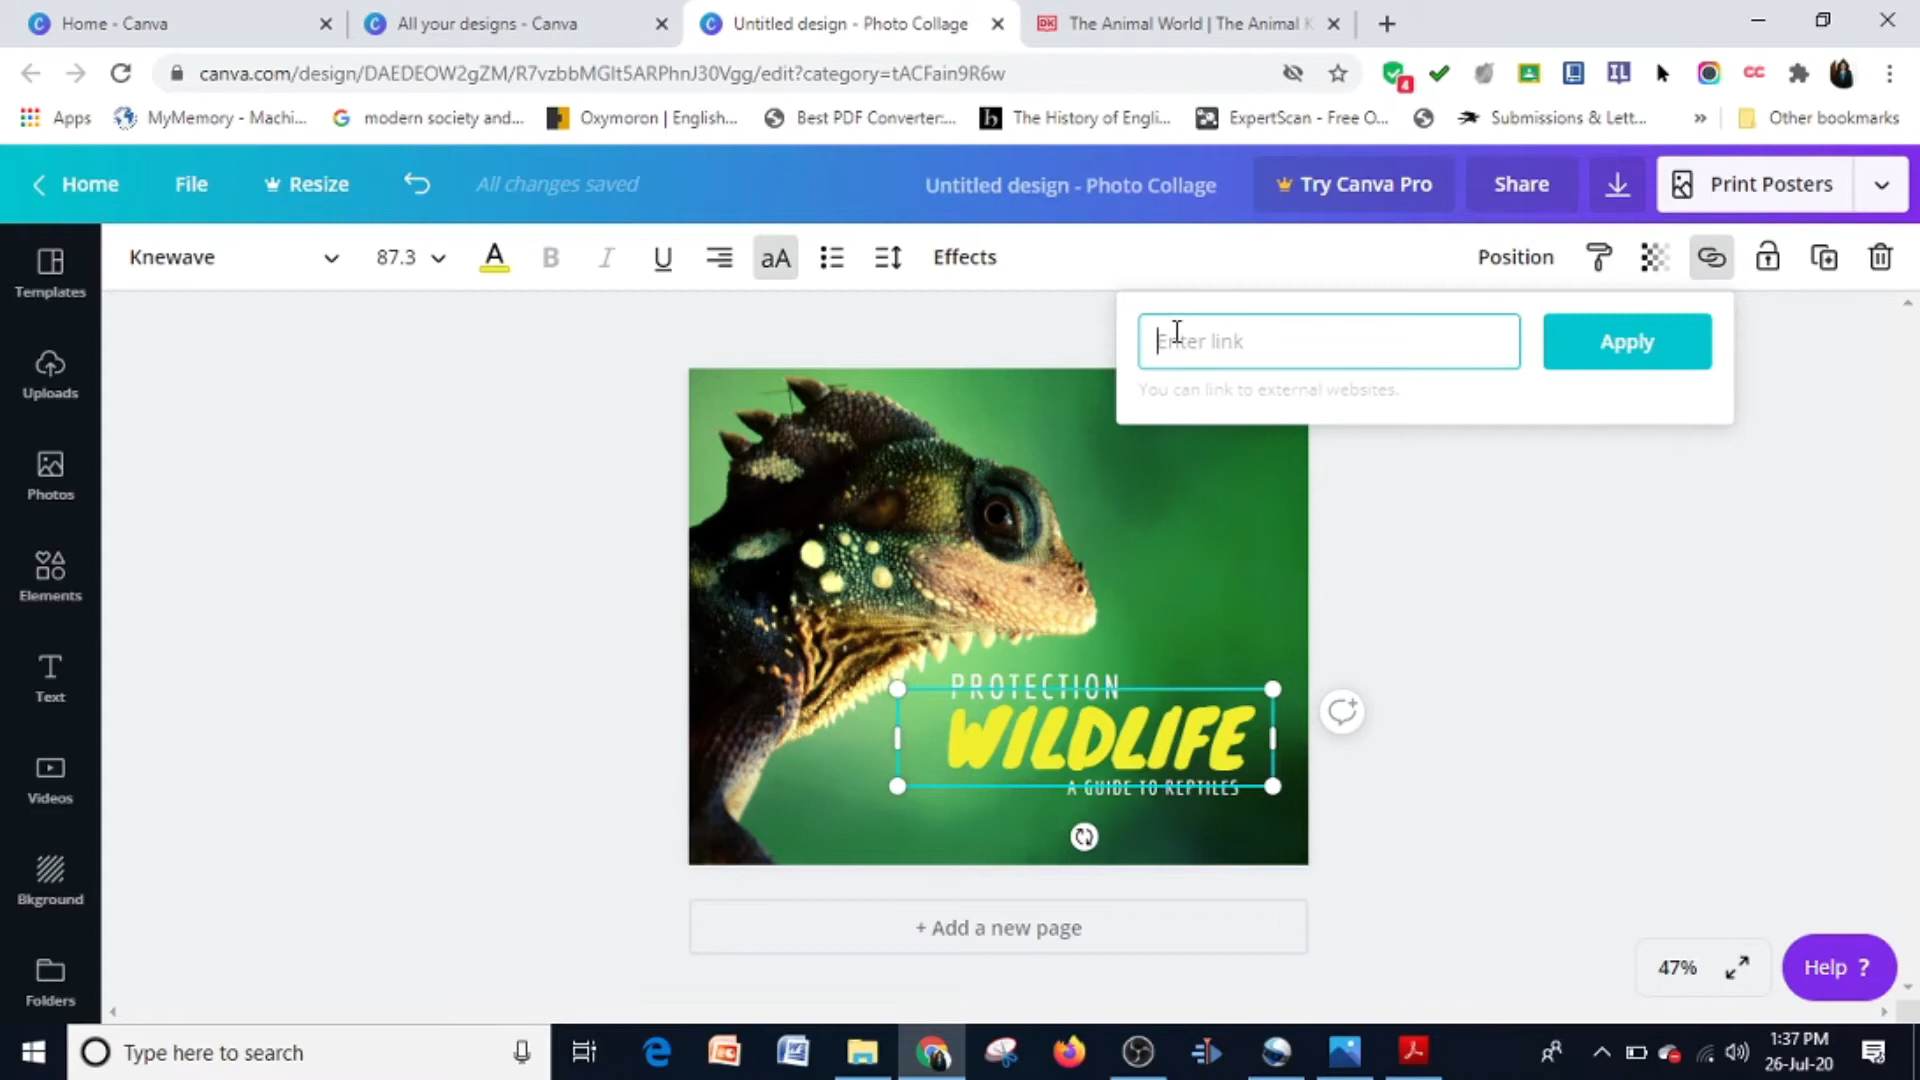 Home - Canva
All your designs - Canva
Untitled design - Photo Collage
The Animal World | The Animal K
canva.com/design/DAEDEOW2gZM/R7vzbbMGIt5ARPhnJ30Vgg/edit?category=tACFain9R6w
Apps
MyMemory - Machi...
modern society and...
Oxymoron | English...
Best PDF Converter:...
The History of Engli...
ExpertScan - Free O...
Submissions & Lett...
Other bookmarks
Home
File
Resize
All changes saved
Untitled design - Photo Collage
Try Canva Pro
Share
Print Posters
Knewave
87.3
A
B
I
U
aA
Effects
Position
Templates
Uploads
Photos
Elements
Text
Videos
Bkground
Folders
Enter link
Apply
You can link to external websites.
PROTECTION
WILDLIFE
A GUIDE TO REPTILES
+ Add a new page
47%
Help ?
Type here to search
1:37 PM
26-Jul-20